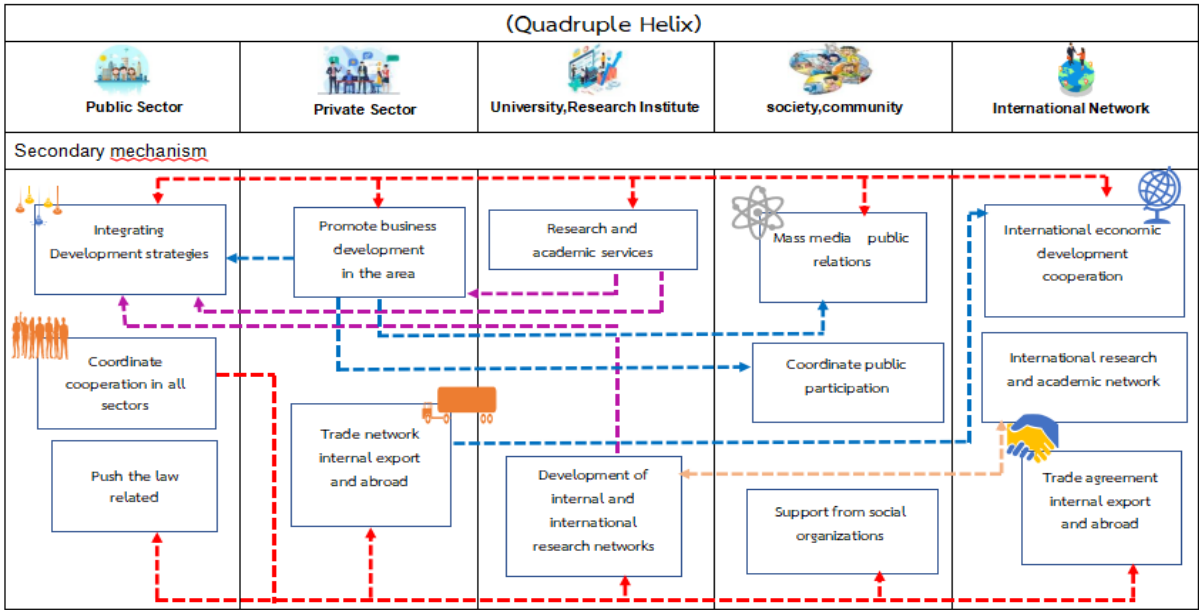 (Quadruple Helix)
Public Sector
Private Sector
University,Research Institute
society,community
International Network
Secondary mechanism
Integrating
Development strategies
Coordinate
cooperation in all
sectors
Push the law
related
Promote business
development
in the area
Trade network
internal export
and abroad
Research and
academic services
Development of
internal and
international
research networks
Mass media public
relations
Coordinate public
participation
Support from social
organizations
International economic
development
cooperation
International research
and academic network
Trade agreement
internal export
and abroad